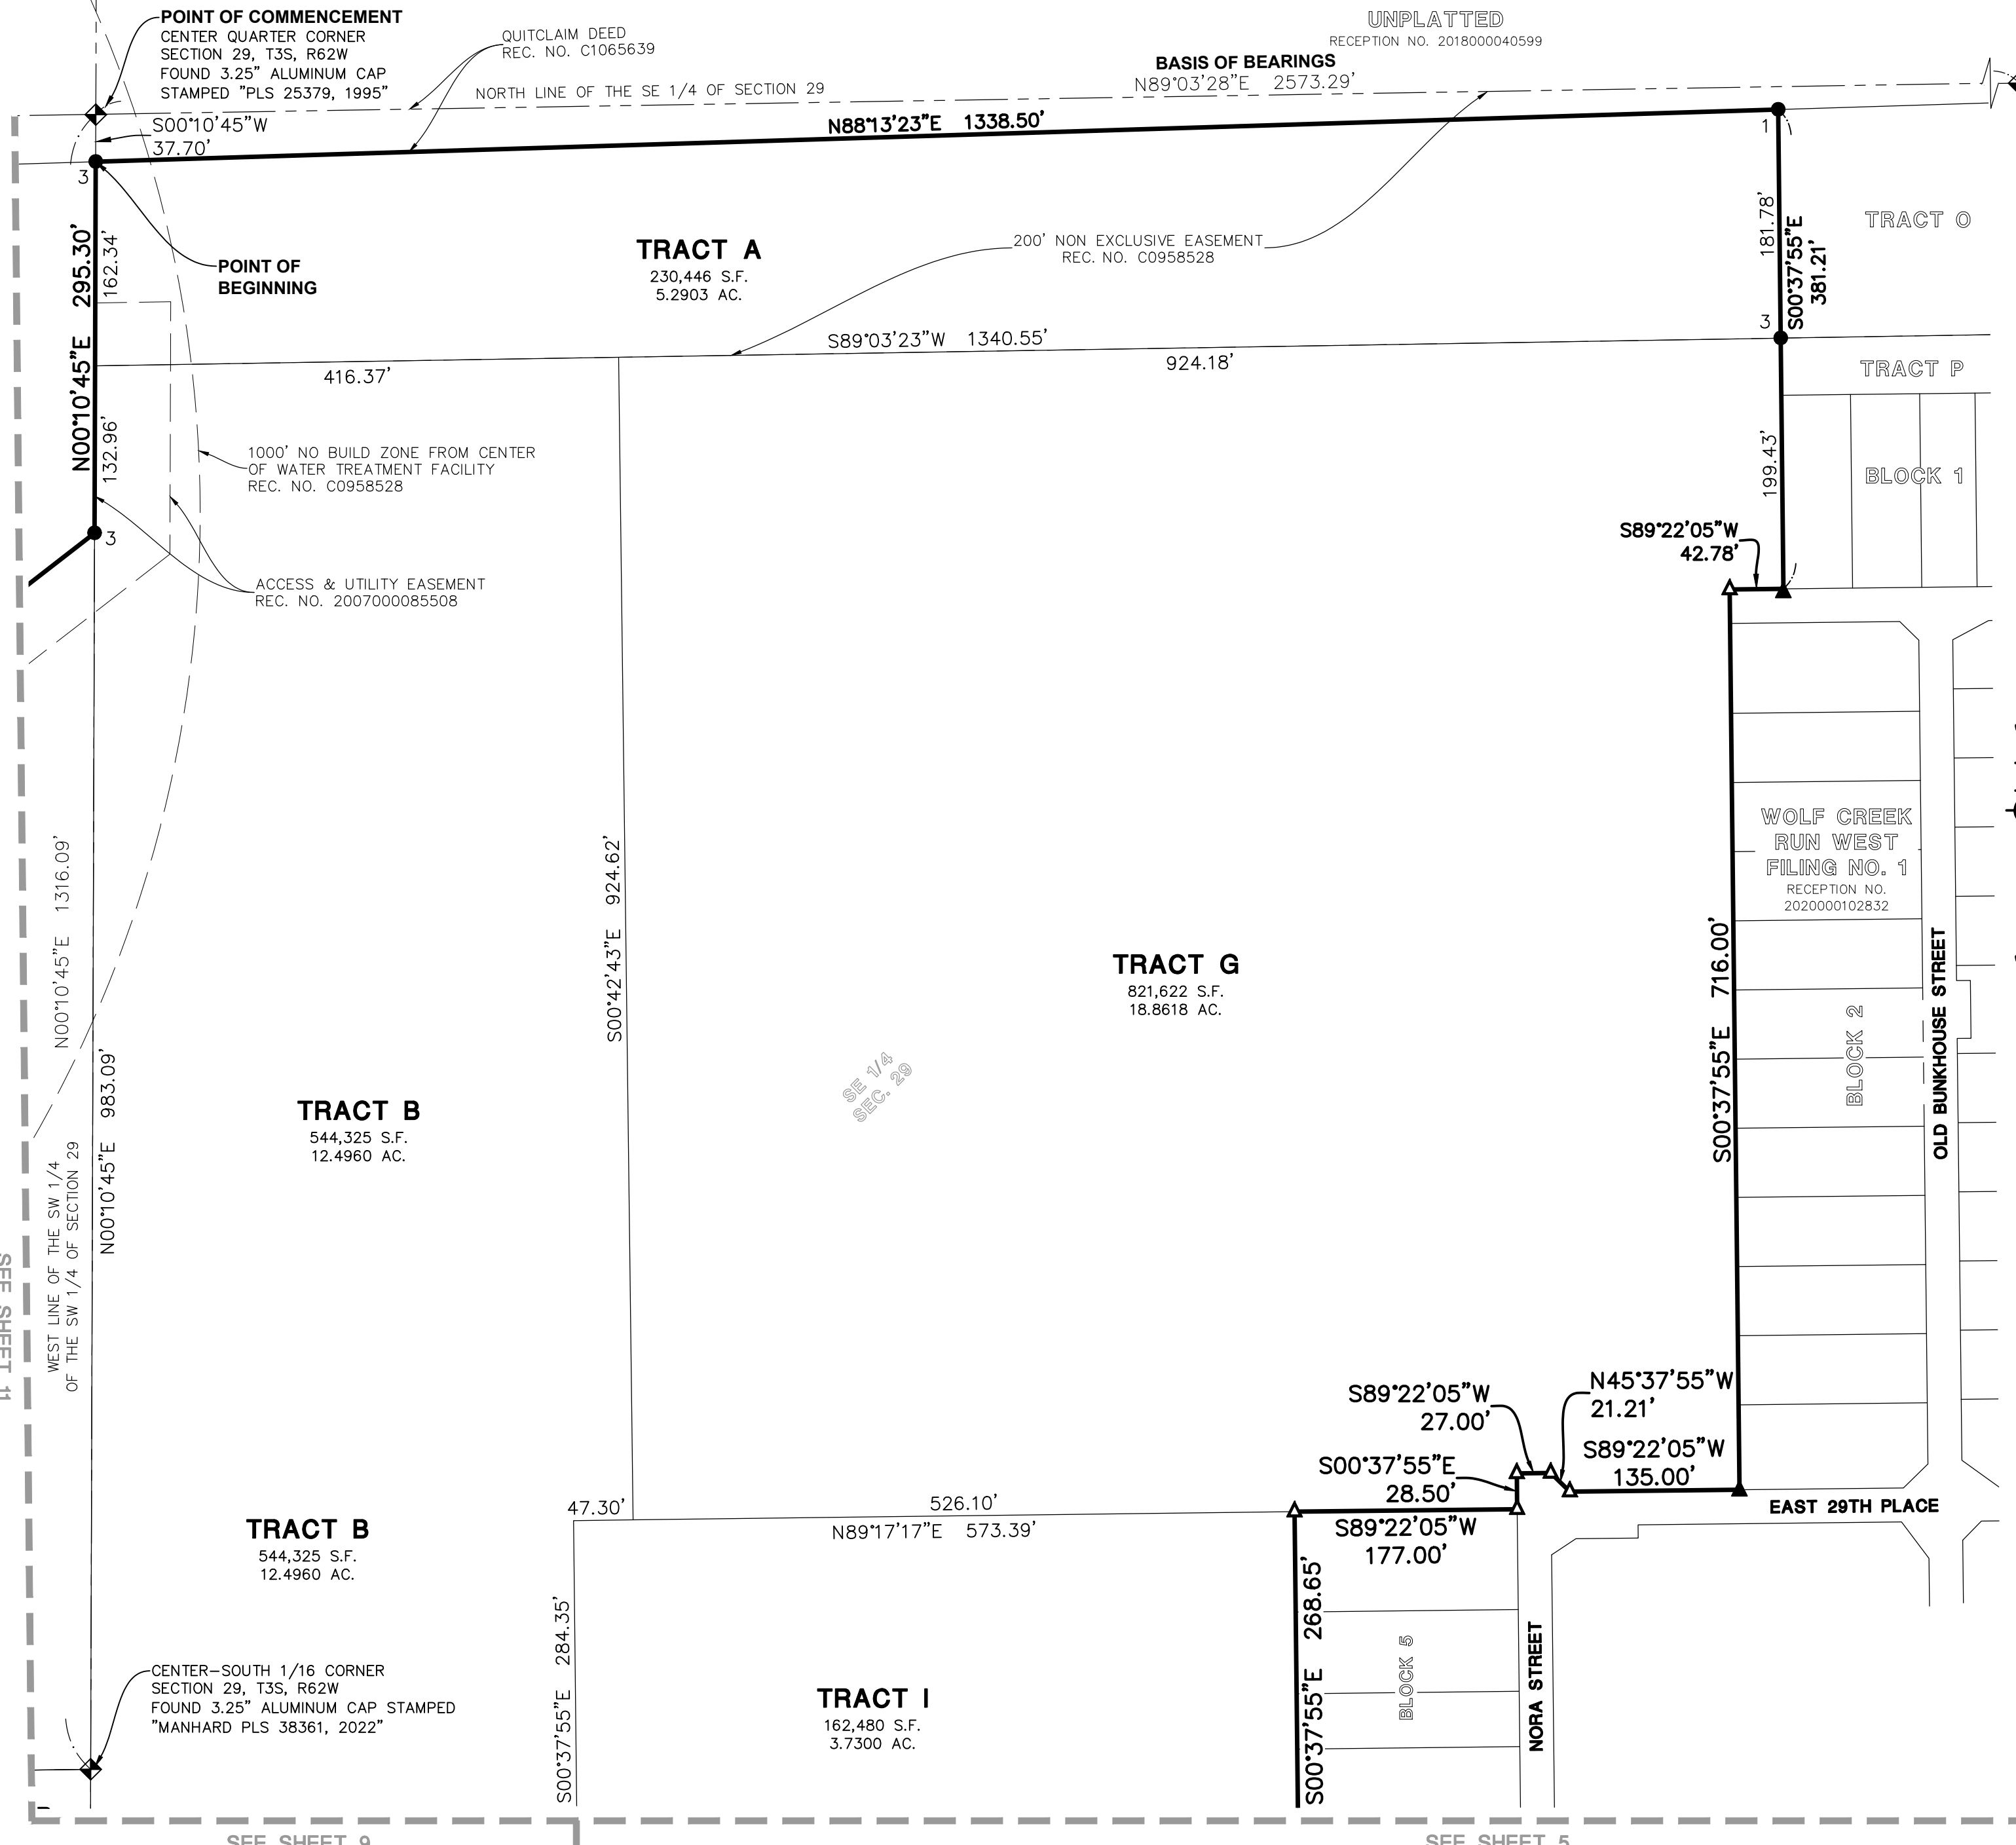 POINT OF COMMENCEMENT
CENTER QUARTER CORNER
SECTION 29, T3S, R62W
FOUND 3.25" ALUMINUM CAP
STAMPED "PLS 25379, 1995"
QUITCLAIM DEED
REC. NO. C1065639
UNPLATTED
RECEPTION NO. 2018000040599
BASIS OF BEARINGS
N89°03'28"E 2573.29'
NORTH LINE OF THE SE 1/4 OF SECTION 29
S00°10'45"W
37.70'
N88°13'23"E 1338.50'
1
3
POINT OF
BEGINNING
N00°10'45"E 295.30'
162.34'
132.96'
TRACT A
230,446 S.F.
5.2903 AC.
200' NON EXCLUSIVE EASEMENT
REC. NO. C0958528
181.78'
S00°37'55"E
381.21'
TRACT O
3
S89°03'23"W 1340.55'
416.37'
924.18'
TRACT P
199.43'
BLOCK 1
1000' NO BUILD ZONE FROM CENTER
OF WATER TREATMENT FACILITY
REC. NO. C0958528
3
S89°22'05"W
42.78'
ACCESS & UTILITY EASEMENT
REC. NO. 2007000085508
N00°10'45"E 1316.09'
WEST LINE OF THE SW 1/4
OF THE SW 1/4 OF SECTION 29
N00°10'45"E 983.09'
S00°42'43"E 924.62'
WOLF CREEK
RUN WEST
FILING NO. 1
RECEPTION NO.
2020000102832
TRACT G
821,622 S.F.
18.8618 AC.
S00°37'55"E 716.00'
BLOCK 2
OLD BUNKHOUSE STREET
SE 1/4
SEC. 29
TRACT B
544,325 S.F.
12.4960 AC.
SEE SHEET 11
S89°22'05"W
27.00'
N45°37'55"W
21.21'
S89°22'05"W
135.00'
S00°37'55"E
28.50'
EAST 29TH PLACE
47.30'
526.10'
N89°17'17"E 573.39'
S89°22'05"W
177.00'
TRACT B
544,325 S.F.
12.4960 AC.
S00°37'55"E 284.35'
S00°37'55"E 268.65'
BLOCK 5
NORA STREET
CENTER-SOUTH 1/16 CORNER
SECTION 29, T3S, R62W
FOUND 3.25" ALUMINUM CAP STAMPED
"MANHARD PLS 38361, 2022"
TRACT I
162,480 S.F.
3.7300 AC.
SEE SHEET 9
SEE SHEET 5